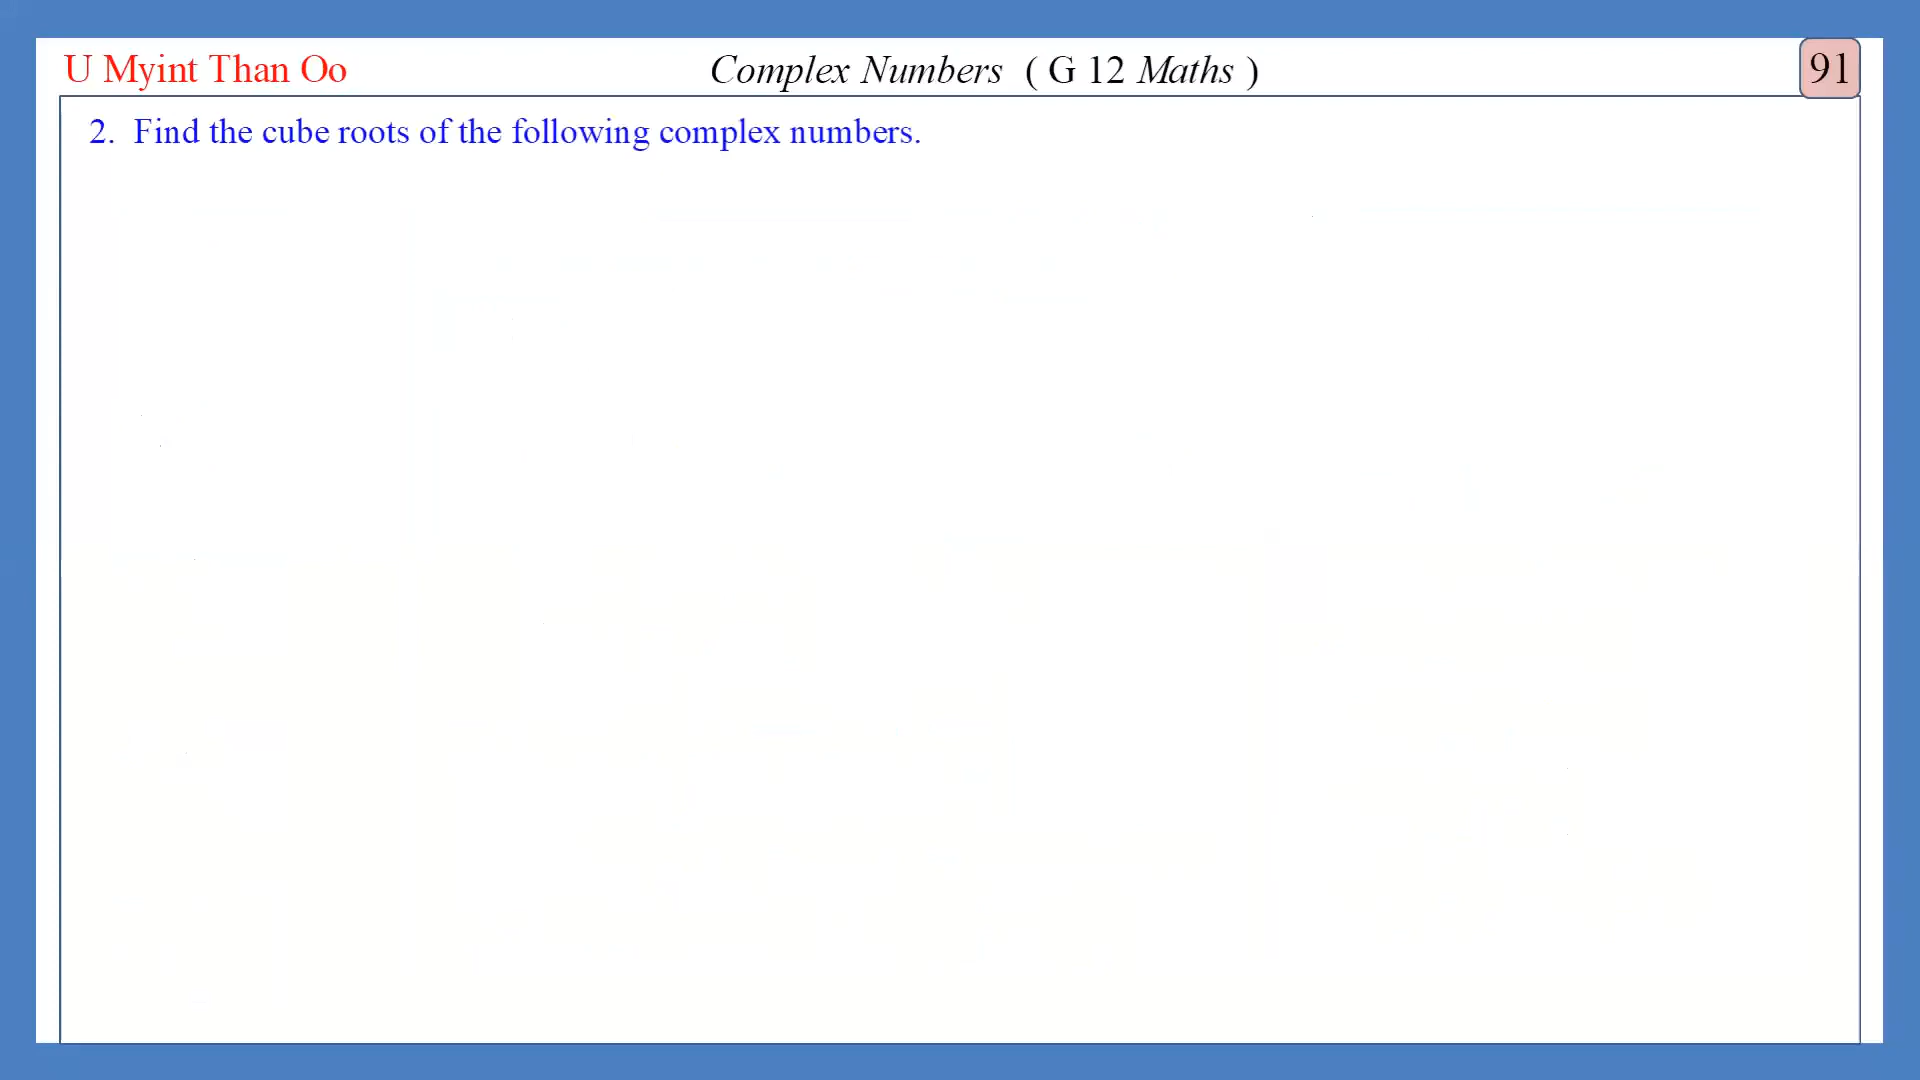 U Myint Than Oo
Complex Numbers ( G 12 Maths )
91
2. Find the cube roots of the following complex numbers.